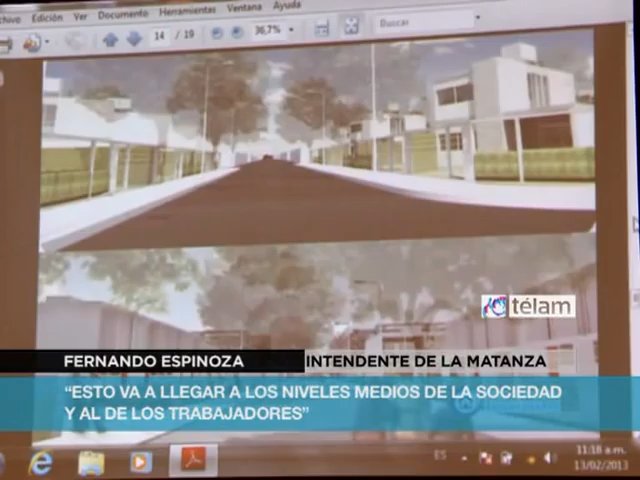 chivo Edición Ver Documento Herramientas Ventana Ayuda
14 / 19 36,7% Buscar
télam
FERNANDO ESPINOZA INTENDENTE DE LA MATANZA
“ESTO VA A LLEGAR A LOS NIVELES MEDIOS DE LA SOCIEDAD
Y AL DE LOS TRABAJADORES”
ES 11:18 a.m.
13/02/2013